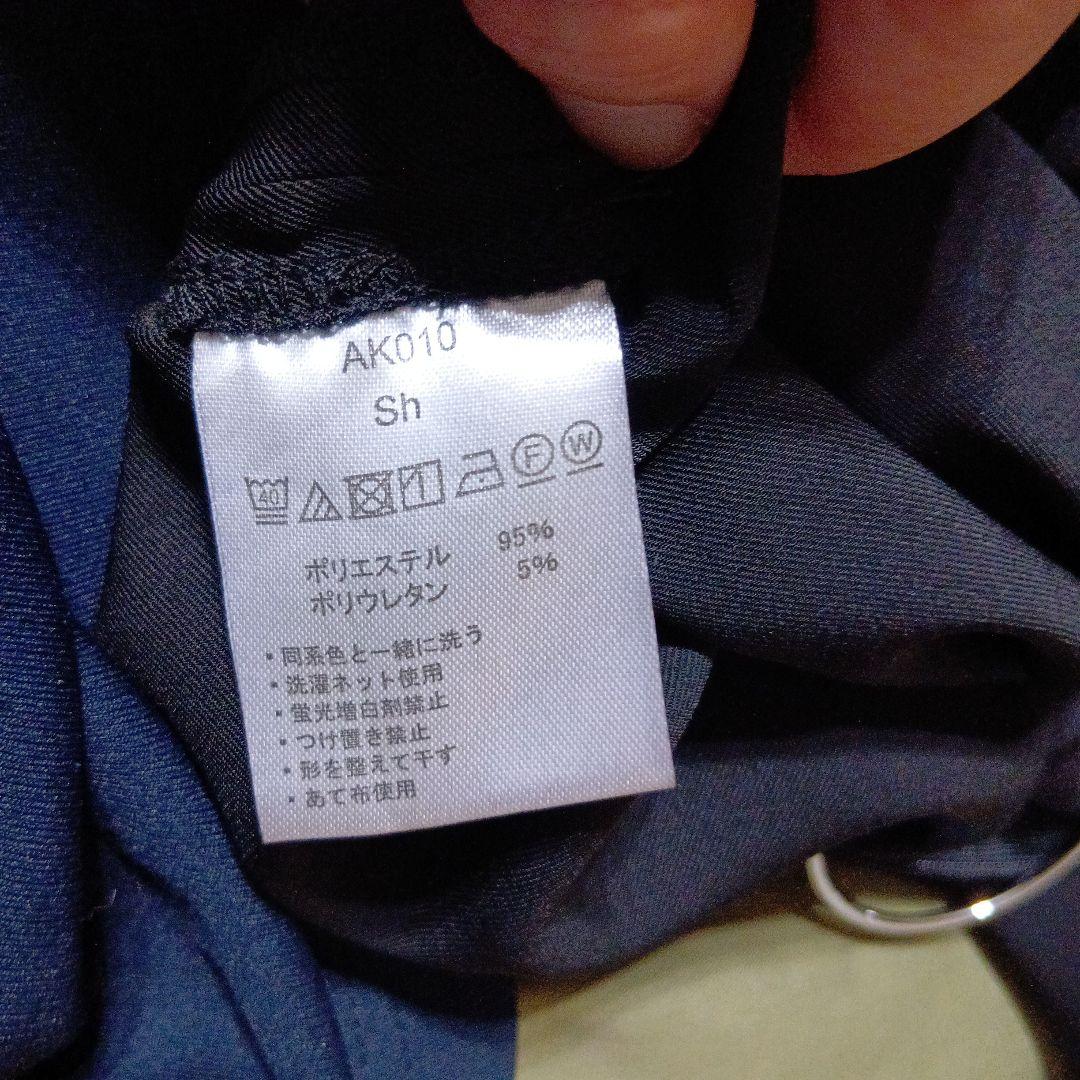 AK010
Sh
40 F W
ポリエステル 95%
ポリウレタン 5%
・同系色と一緒に洗う
・洗濯ネット使用
・蛍光増白剤禁止
・つけ置き禁止
・形を整えて干す
・あて布使用